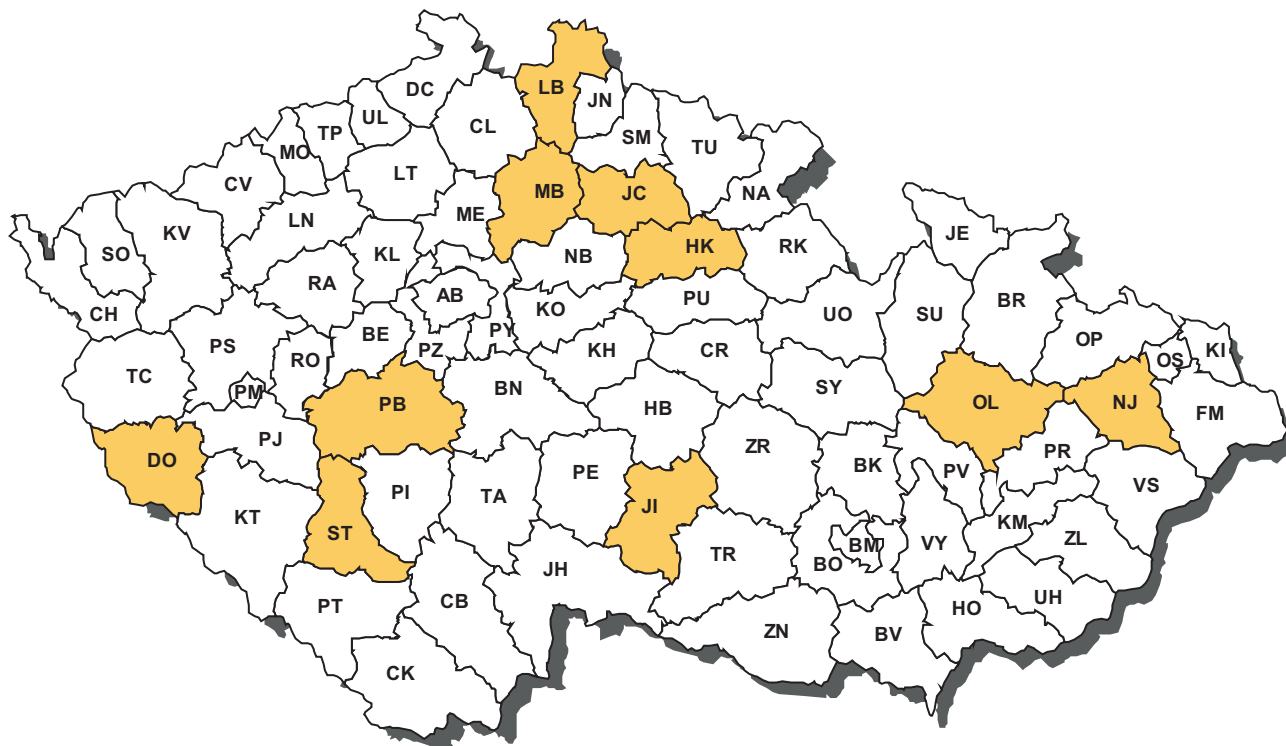 DC
LB
JN
UL
TP
CL
SM
TU
MO
CV
LT
MB
JC
NA
ME
LN
KV
SO
HK
JE
KL
NB
RK
RA
AB
PU
BR
CH
KO
UO
SU
PY
BE
PS
PZ
KH
CR
OP
KI
RO
OS
TC
PM
SY
BN
PB
HB
OL
NJ
FM
PJ
ZR
DO
PE
BK
PV
PR
VS
PI
TA
JI
KT
ST
KM
ZL
VY
BM
TR
BO
JH
PT
CB
UH
HO
ZN
BV
CK